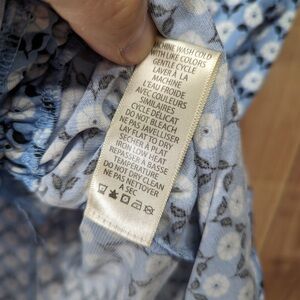 MACHINE WASH COLD
WITH LIKE COLORS
GENTLE CYCLE
LAVER À LA
MACHINE
L'EAU FROIDE
AVEC COULEURS
SIMILAIRES
CYCLE DELICAT
DO NOT BLEACH
NE PAS JAVELLISER
LAY FLAT TO DRY
SECHER À PLAT
IRON LOW HEAT
REPASSER À BASSE
TEMPERATURE
DO NOT DRY CLEAN
NE PAS NETTOYER
A SEC